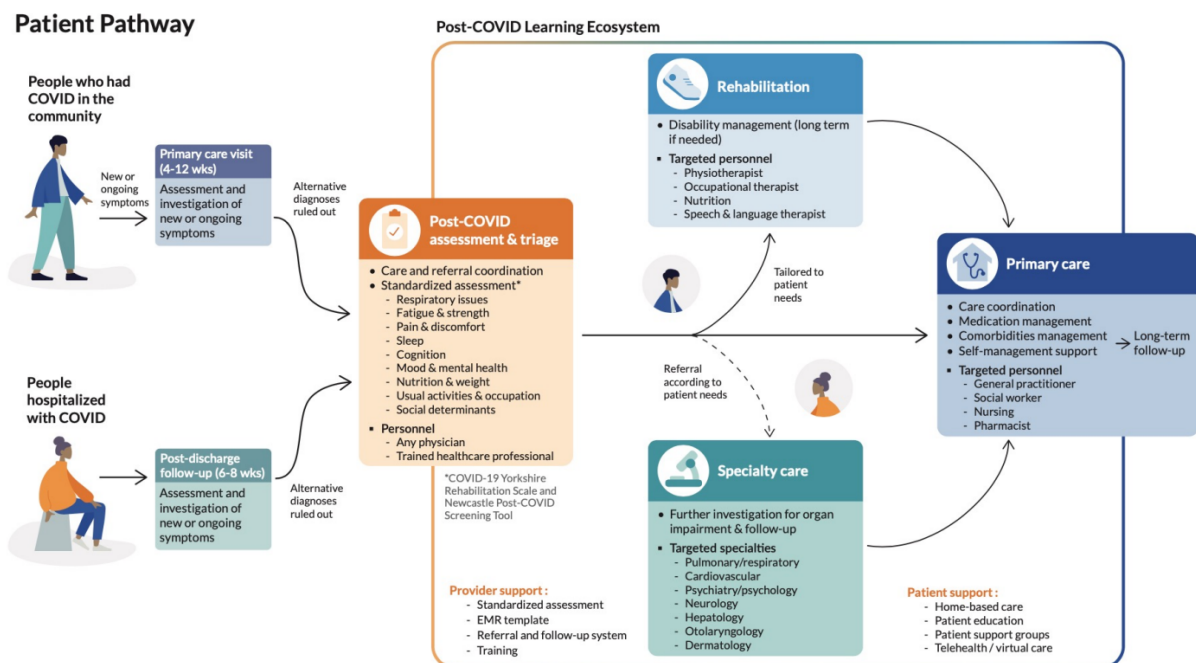 Patient Pathway
Post-COVID Learning Ecosystem
People who had
COVID in the
community
New or
ongoing
symptoms
Primary care visit
(4-12 wks)
Assessment and
investigation of
new or ongoing
symptoms
Alternative
diagnoses
ruled out
People
hospitalized
with COVID
Post-discharge
follow-up (6-8 wks)
Assessment and
investigation of
new or ongoing
symptoms
Alternative
diagnoses
ruled out
Post-COVID
assessment & triage
• Care and referral coordination
• Standardized assessment*
- Respiratory issues
- Fatigue & strength
- Pain & discomfort
- Sleep
- Cognition
- Mood & mental health
- Nutrition & weight
- Usual activities & occupation
- Social determinants
▪ Personnel
- Any physician
- Trained healthcare professional
*COVID-19 Yorkshire
Rehabilitation Scale and
Newcastle Post-COVID
Screening Tool
Rehabilitation
• Disability management (long term
if needed)
▪ Targeted personnel
- Physiotherapist
- Occupational therapist
- Nutrition
- Speech & language therapist
Tailored to
patient
needs
Referral
according to
patient needs
Specialty care
• Further investigation for organ
impairment & follow-up
▪ Targeted specialties
- Pulmonary/respiratory
- Cardiovascular
- Psychiatry/psychology
- Neurology
- Hepatology
- Otolaryngology
- Dermatology
Primary care
• Care coordination
• Medication management
• Comorbidities management
• Self-management support
▪ Targeted personnel
- General practitioner
- Social worker
- Nursing
- Pharmacist
Long-term
follow-up
Provider support :
- Standardized assessment
- EMR template
- Referral and follow-up system
- Training
Patient support :
- Home-based care
- Patient education
- Patient support groups
- Telehealth / virtual care